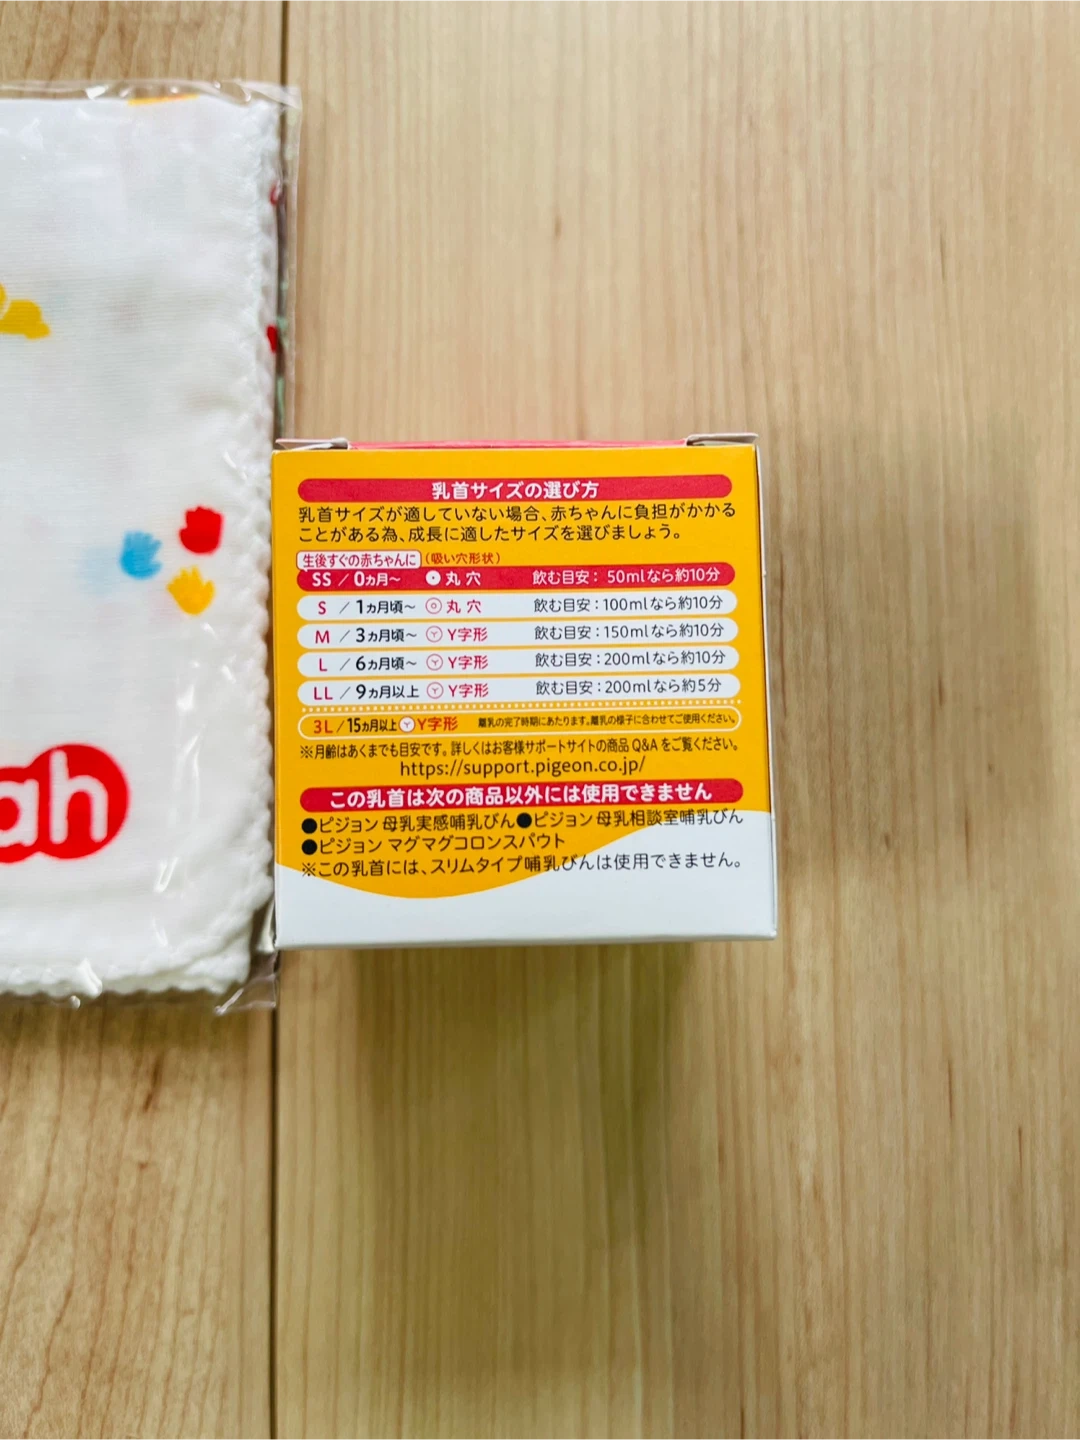 乳首サイズの選び方
乳首サイズが適していない場合、赤ちゃんに負担がかかる
ことがある為、成長に適したサイズを選びましょう。
生後すぐの赤ちゃんに (吸い穴形状)
SS / 0ヵ月~ 丸穴 飲む目安: 50mlなら約10分
S / 1ヵ月頃~ 丸穴 飲む目安:100mlなら約10分
M / 3ヵ月頃~ Y字形 飲む目安:150mlなら約10分
L / 6ヵ月頃~ Y字形 飲む目安:200mlなら約10分
LL / 9ヵ月以上 Y字形 飲む目安:200mlなら約5分
3L / 15ヵ月以上 Y字形 離乳の完了時期にあたります。離乳の様子に合わせてご使用ください。
※月齢はあくまでも目安です。詳しくはお客様サポートサイトの商品Q&Aをご覧ください。
https://support.pigeon.co.jp/
この乳首は次の商品以外には使用できません
●ピジョン 母乳実感哺乳びん●ピジョン 母乳相談室哺乳びん
●ピジョン マグマグコロンスパウト
※この乳首には、スリムタイプ哺乳びんは使用できません。
ah